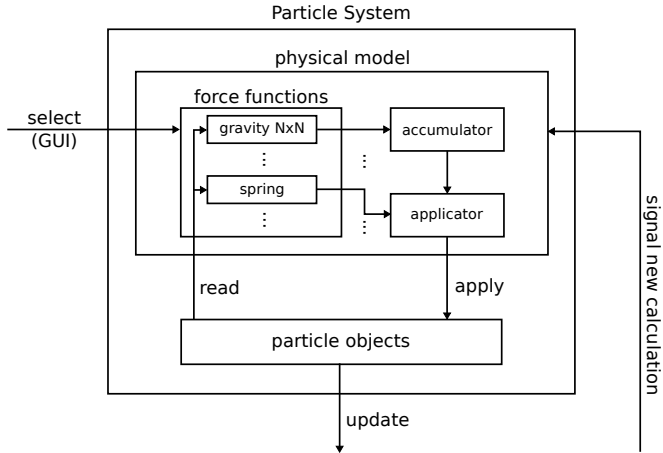 Particle System
physical model
force functions
select
(GUI)
gravity NxN
accumulator
spring
applicator
read
apply
particle objects
update
signal new calculation